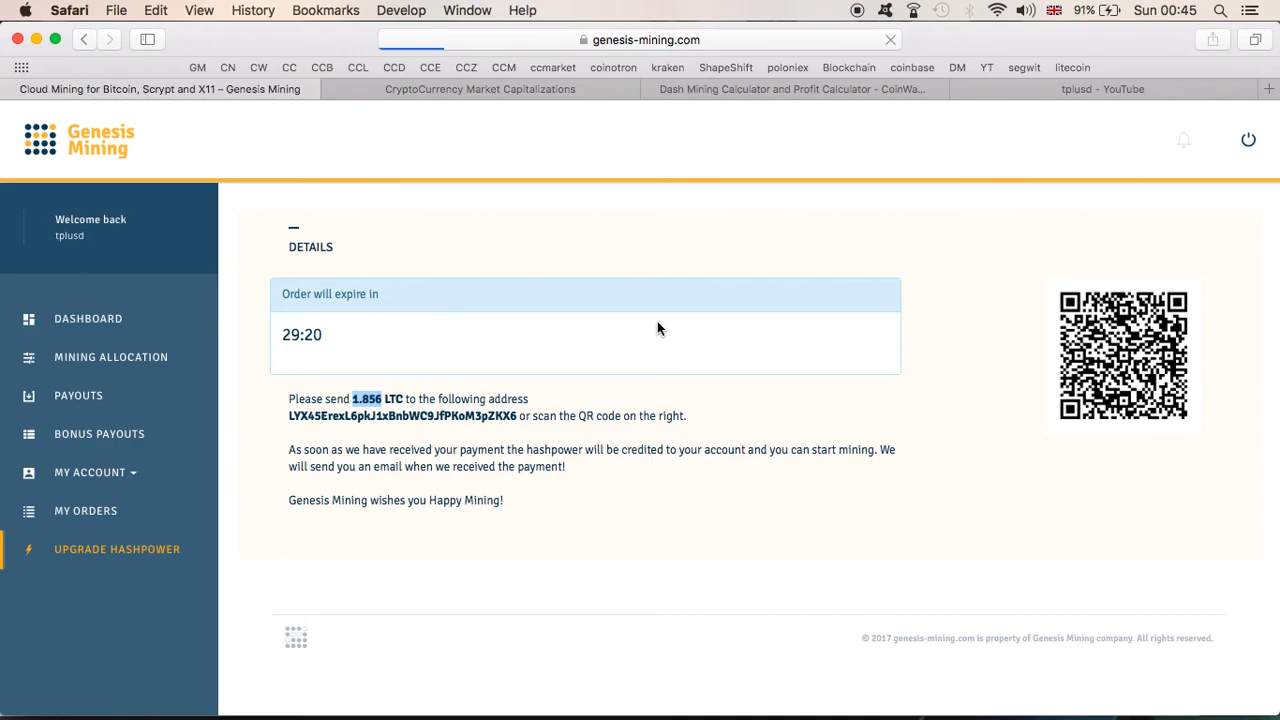 Safari File Edit View History Bookmarks Develop Window Help 91% Sun 00:45
genesis-mining.com
GM CN CW CC CCB CCL CCD CCE CCZ CCM ccmarket coinotron kraken ShapeShift poloniex Blockchain coinbase DM YT segwit litecoin
Cloud Mining for Bitcoin, Scrypt and X11 – Genesis Mining CryptoCurrency Market Capitalizations Dash Mining Calculator and Profit Calculator - CoinWa... tplusd - YouTube
Genesis
Mining
Welcome back
tplusd
DASHBOARD
MINING ALLOCATION
PAYOUTS
BONUS PAYOUTS
MY ACCOUNT
MY ORDERS
UPGRADE HASHPOWER
DETAILS
Order will expire in
29:20
Please send 1.856 LTC to the following address
LYX45ErexL6pkJ1xBnbWC9JfPKoM3pZKX6 or scan the QR code on the right.
As soon as we have received your payment the hashpower will be credited to your account and you can start mining. We
will send you an email when we received the payment!
Genesis Mining wishes you Happy Mining!
© 2017 genesis-mining.com is property of Genesis Mining company. All rights reserved.